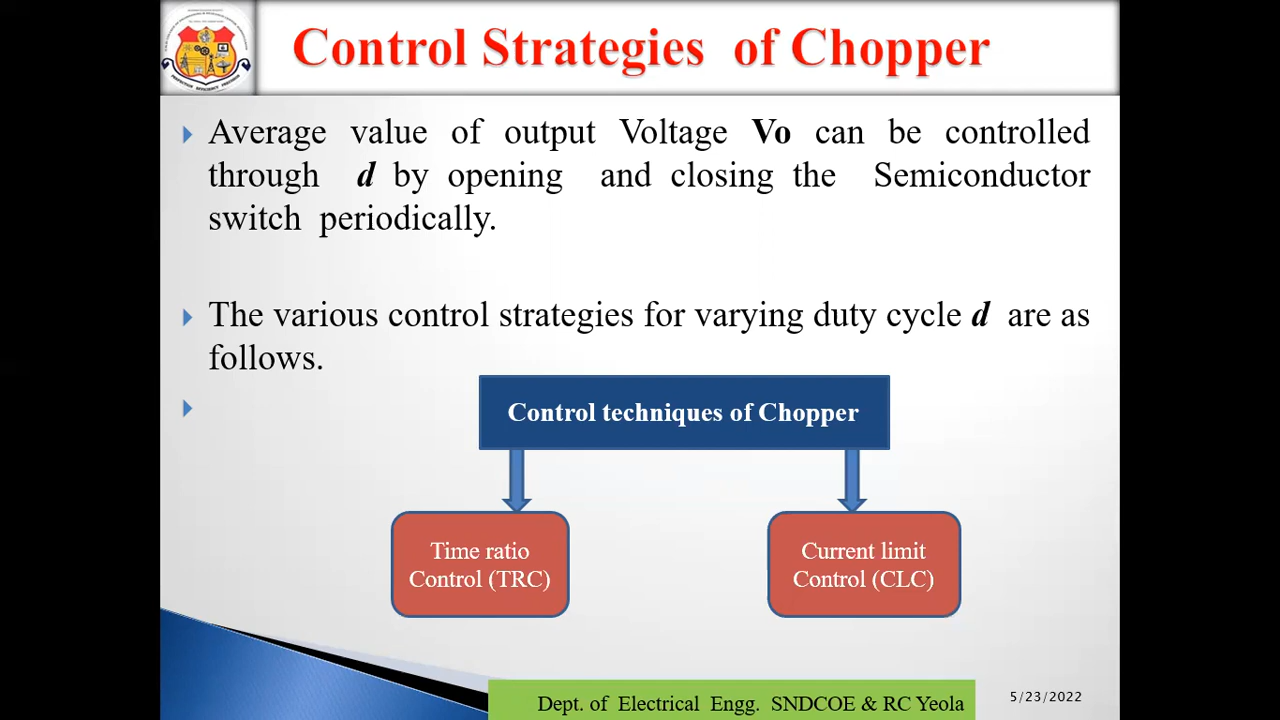 Control Strategies of Chopper
Average value of output Voltage Vo can be controlled
through d by opening and closing the Semiconductor
switch periodically.
The various control strategies for varying duty cycle d are as
follows.
Control techniques of Chopper
Time ratio
Control (TRC)
Current limit
Control (CLC)
Dept. of Electrical Engg. SNDCOE & RC Yeola
5/23/2022